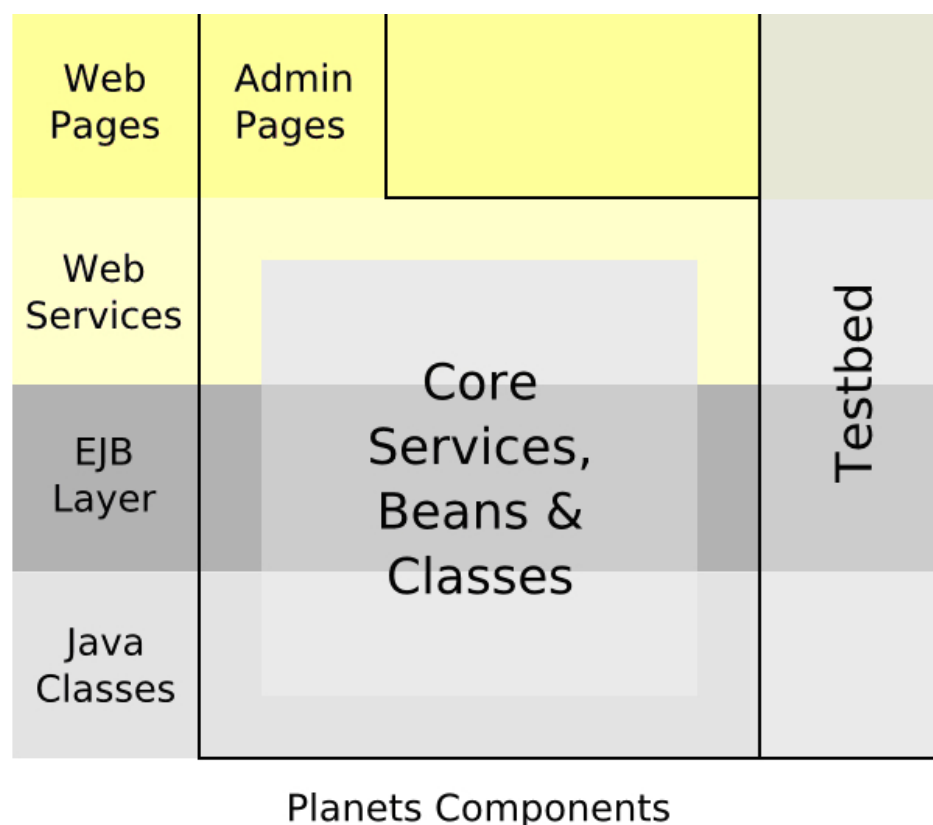 Web
Pages
Admin
Pages
Web
Services
Core
Services,
Beans &
Classes
Testbed
EJB
Layer
Java
Classes
Planets Components